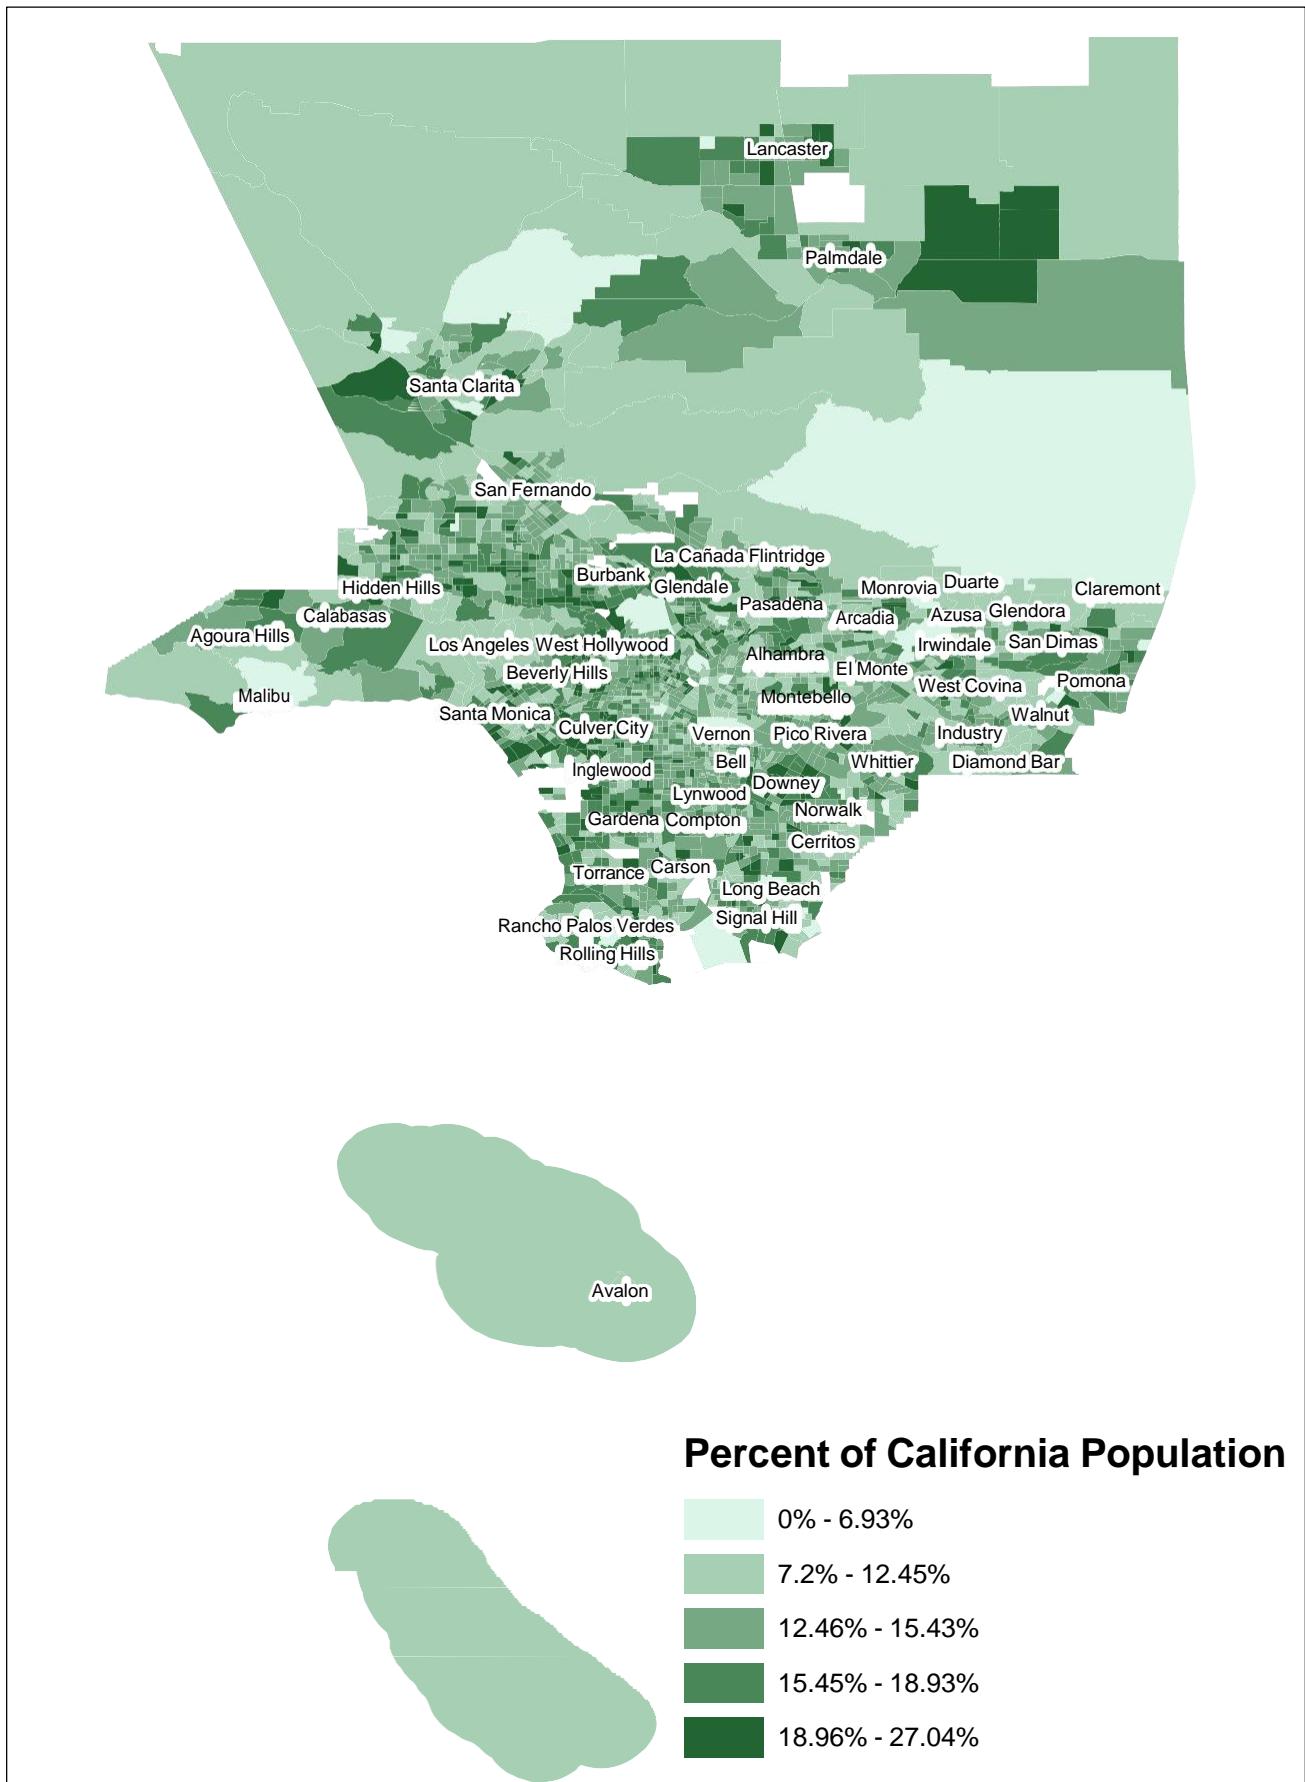 Lancaster
Palmdale
Santa Clarita
San Fernando
La Cañada Flintridge
Burbank
Glendale
Monrovia
Duarte
Claremont
Hidden Hills
Pasadena
Calabasas
Arcadia
Azusa
Glendora
Agoura Hills
Los Angeles
West Hollywood
Alhambra
Irwindale
San Dimas
Beverly Hills
El Monte
West Covina
Pomona
Malibu
Montebello
Santa Monica
Walnut
Culver City
Vernon
Pico Rivera
Industry
Inglewood
Bell
Whittier
Diamond Bar
Downey
Lynwood
Norwalk
Gardena
Compton
Cerritos
Torrance
Carson
Long Beach
Rancho Palos Verdes
Signal Hill
Rolling Hills
Avalon
Percent of California Population
0% - 6.93%
7.2% - 12.45%
12.46% - 15.43%
15.45% - 18.93%
18.96% - 27.04%